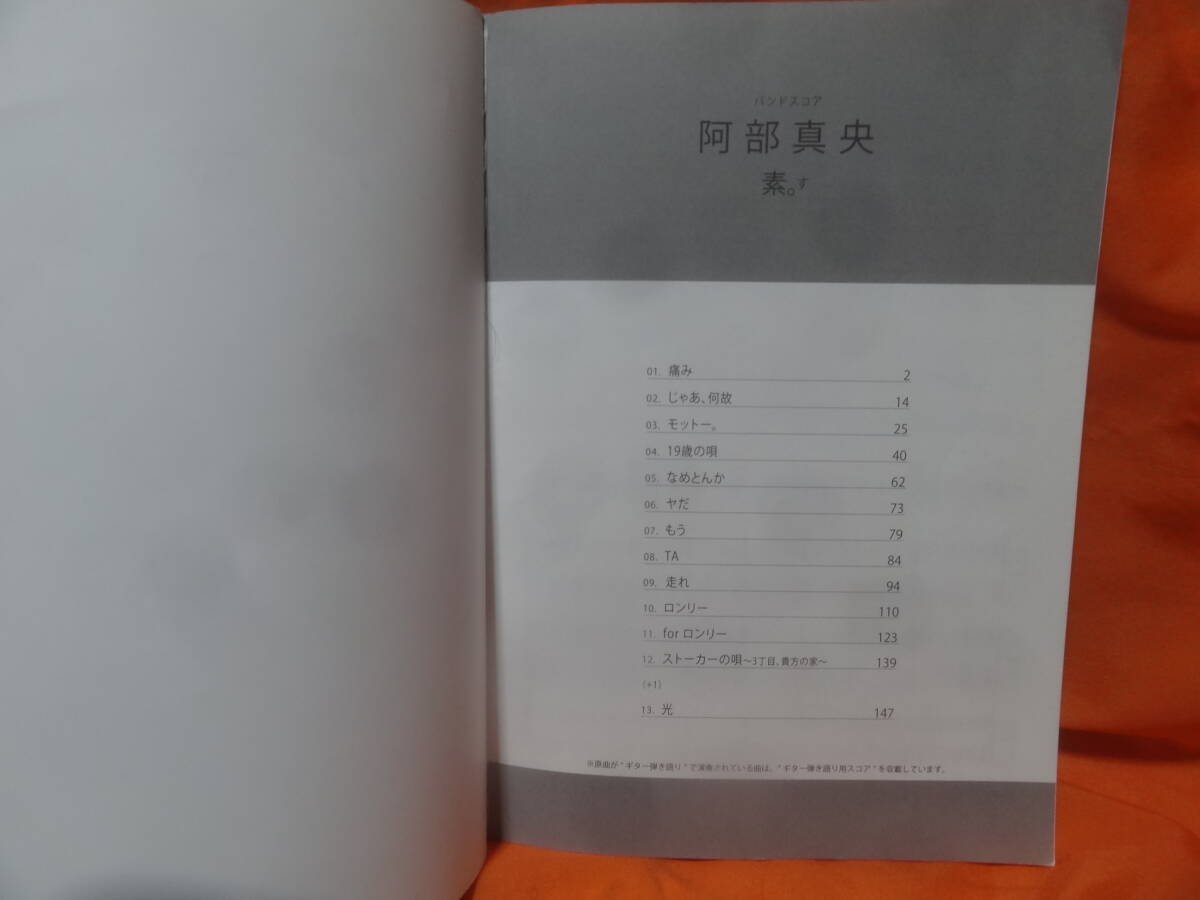 バンドスコア
阿部真央
素。す
01. 痛み 2
02. じゃあ、何故 14
03. モットー。 25
04. 19歳の唄 40
05. なめとんか 62
06. ヤだ 73
07. もう 79
08. TA 84
09. 走れ 94
10. ロンリー 110
11. for ロンリー 123
12. ストーカーの唄〜3丁目、貴方の家〜 139
(+1)
13. 光 147
※原曲が“ギター弾き語り”で演奏されている曲は、“ギター弾き語り用スコア”を収載しています。